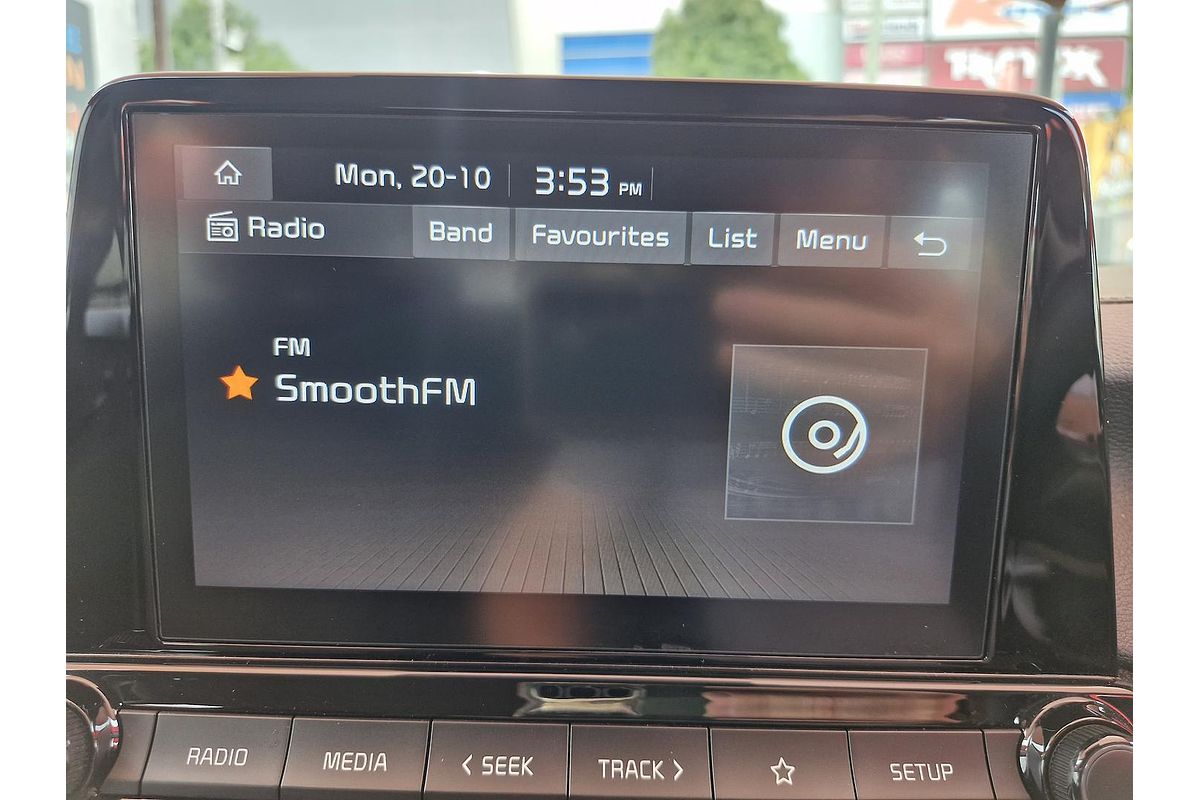 Mon, 20-10 3:53 PM
Radio Band Favourites List Menu
FM
SmoothFM
RADIO MEDIA < SEEK TRACK > SETUP